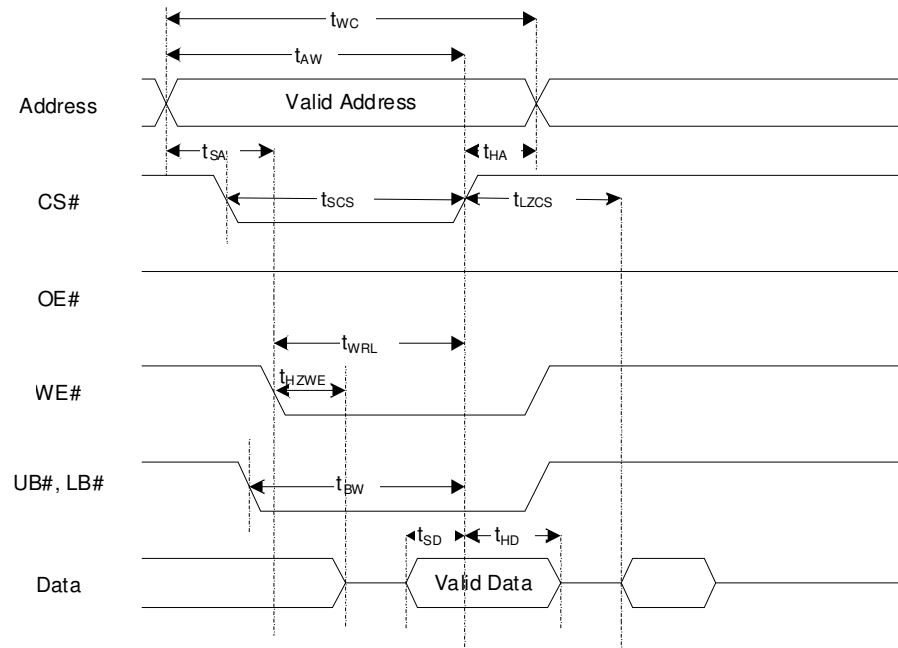 tWC
tAW
Address
Valid Address
tSA
tHA
CS#
tSCS
tLZCS
OE#
tWRL
WE#
tHZWE
UB#, LB#
tBW
tSD
tHD
Data
Valid Data